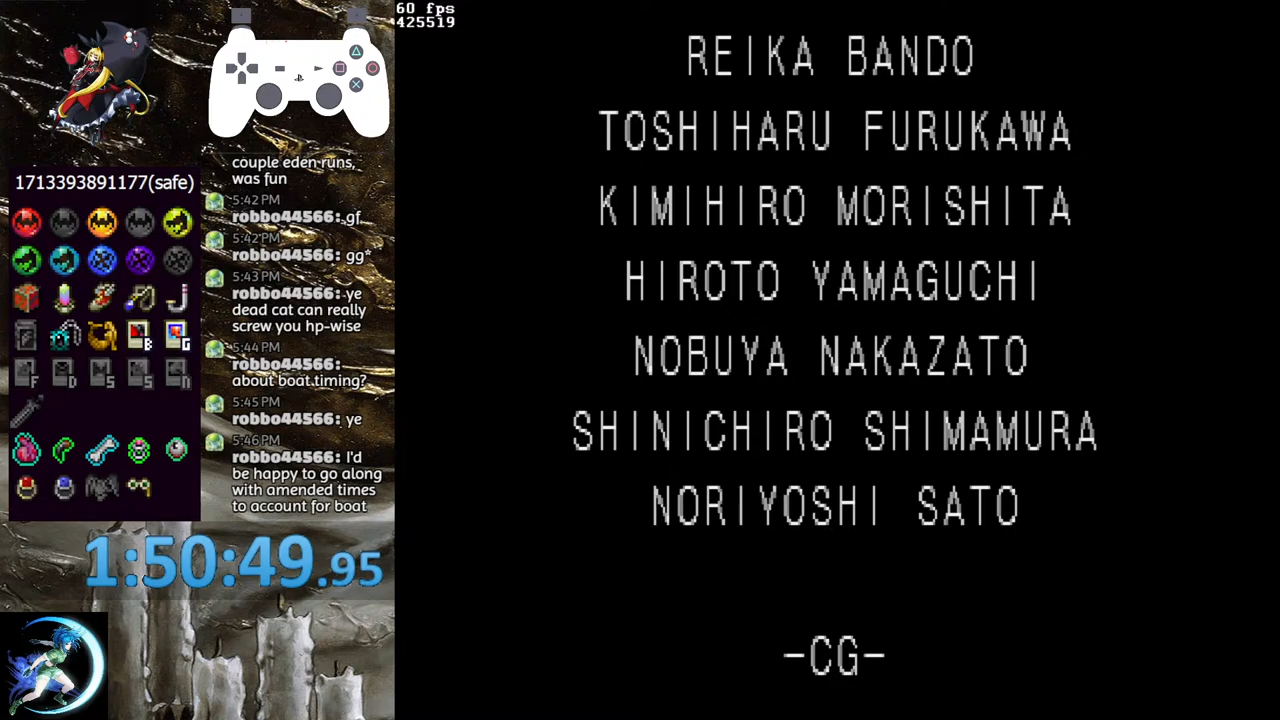 60 fps
425519
1713393891177(safe)
B
G
F
D
S
S
couple eden runs,
was fun
5:42 PM
robbo44566: gf
5:42 PM
robbo44566: gg*
5:43 PM
robbo44566: ye
dead cat can really
screw you hp-wise
5:44 PM
robbo44566:
about boat timing?
5:45 PM
robbo44566: ye
5:46 PM
robbo44566: I'd
be happy to go along
with amended times
to account for boat
1:50:49.95
REIKA BANDO
TOSHIHARU FURUKAWA
KIMIHIRO MORISHITA
HIROTO YAMAGUCHI
NOBUYA NAKAZATO
SHINICHIRO SHIMAMURA
NORIYOSHI SATO
-CG-